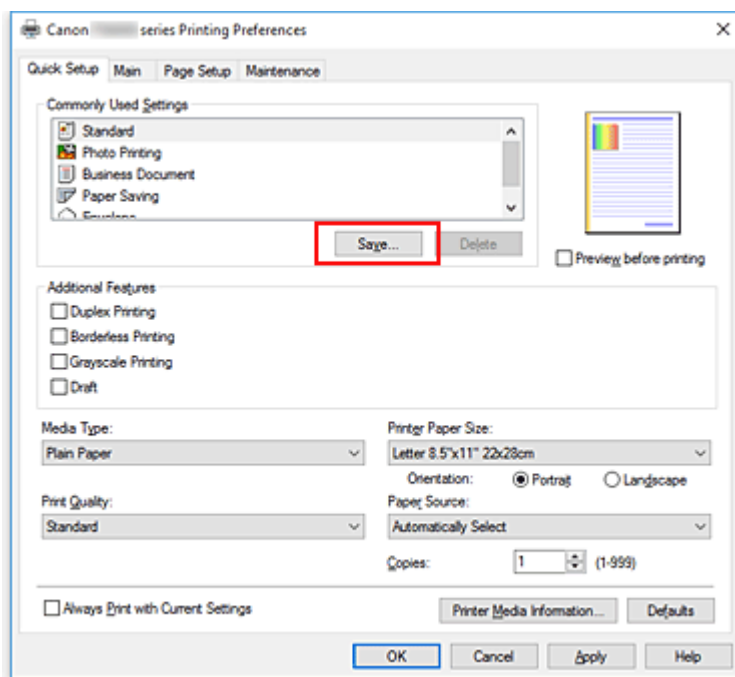 Canon series Printing Preferences
Quick Setup Main Page Setup Maintenance
Commonly Used Settings
Standard
Photo Printing
Business Document
Paper Saving
Save... Delete
Preview before printing
Additional Features
Duplex Printing
Borderless Printing
Grayscale Printing
Draft
Media Type: Printer Paper Size:
Plain Paper Letter 8.5"x11" 22x28cm
Orientation: Portrait Landscape
Print Quality: Paper Source:
Standard Automatically Select
Copies: 1 (1-999)
Always Print with Current Settings Printer Media Information... Defaults
OK Cancel Apply Help